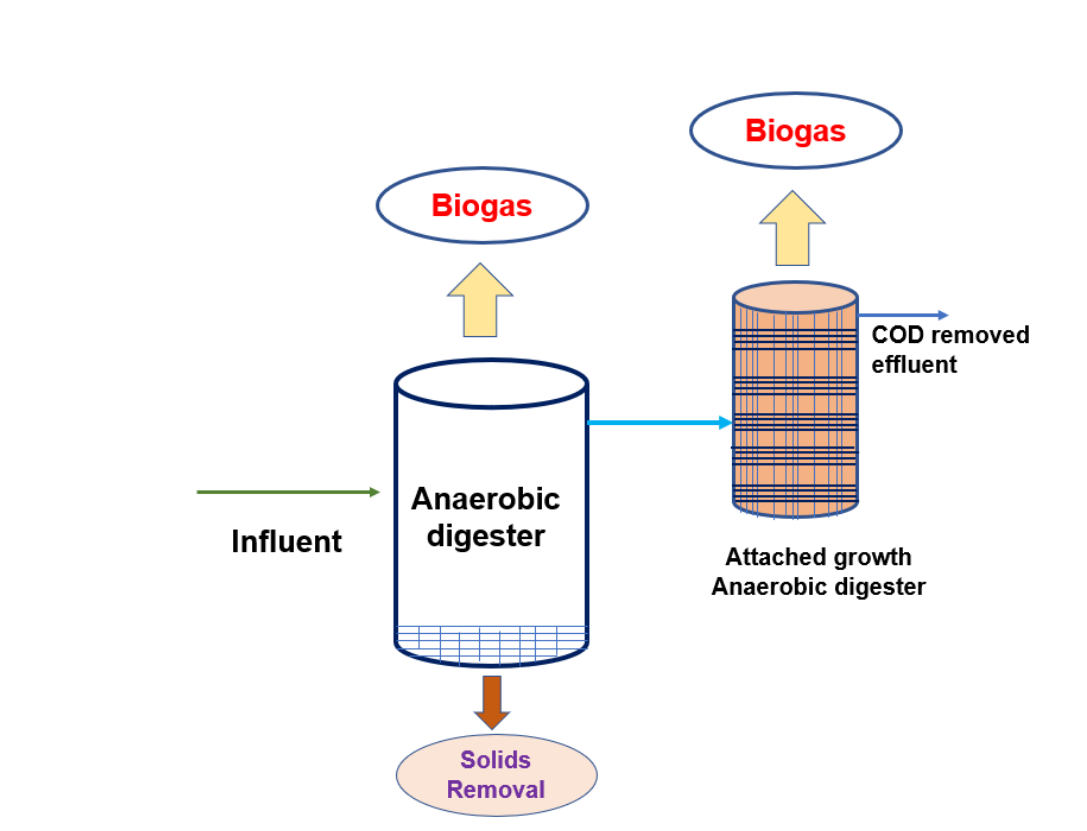 Biogas
Biogas
COD removed
effluent
Anaerobic
digester
Influent
Attached growth
Anaerobic digester
Solids
Removal